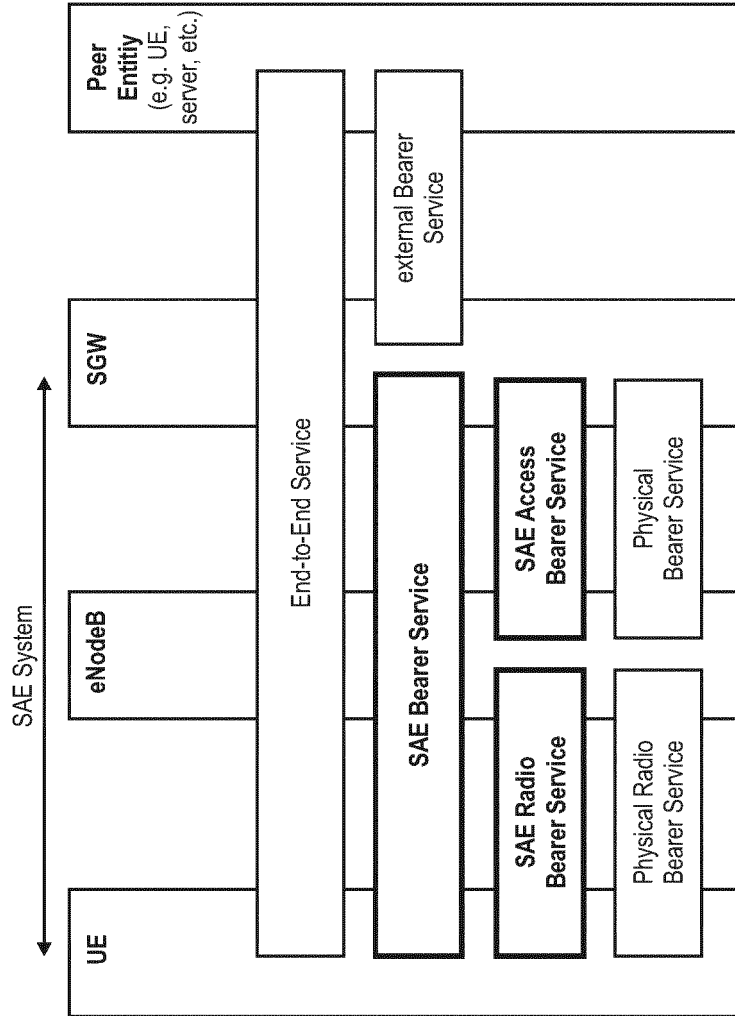 SAE System
UE
eNodeB
SGW
Peer
Entitiy
(e.g. UE,
server, etc.)
End-to-End Service
SAE Bearer Service
external Bearer
Service
SAE Radio
Bearer Service
SAE Access
Bearer Service
Physical Radio
Bearer Service
Physical
Bearer Service